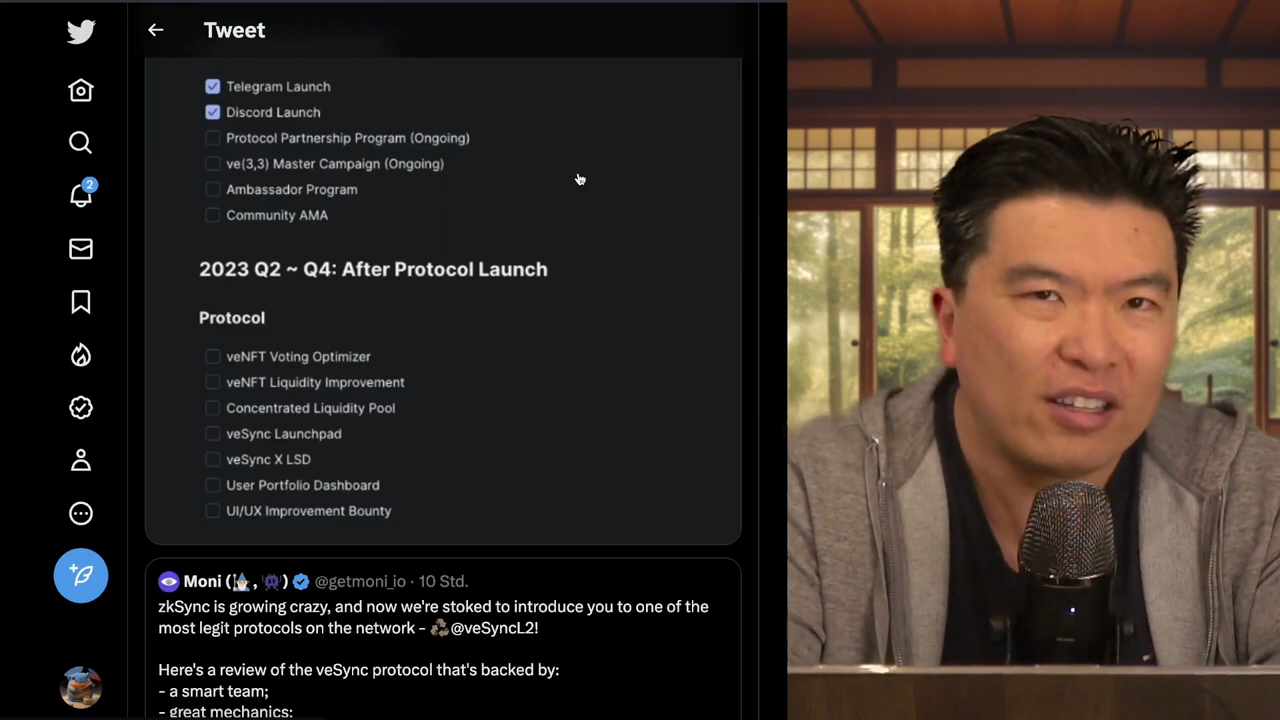 Tweet
Telegram Launch
Discord Launch
Protocol Partnership Program (Ongoing)
ve(3,3) Master Campaign (Ongoing)
Ambassador Program
Community AMA
2023 Q2 ~ Q4: After Protocol Launch
Protocol
veNFT Voting Optimizer
veNFT Liquidity Improvement
Concentrated Liquidity Pool
veSync Launchpad
veSync X LSD
User Portfolio Dashboard
UI/UX Improvement Bounty
2
Moni (🧙‍♂️, 👾) @getmoni_io · 10 Std.
zkSync is growing crazy, and now we're stoked to introduce you to one of the
most legit protocols on the network - ♻️@veSyncL2!
Here's a review of the veSync protocol that's backed by:
- a smart team;
- great mechanics;